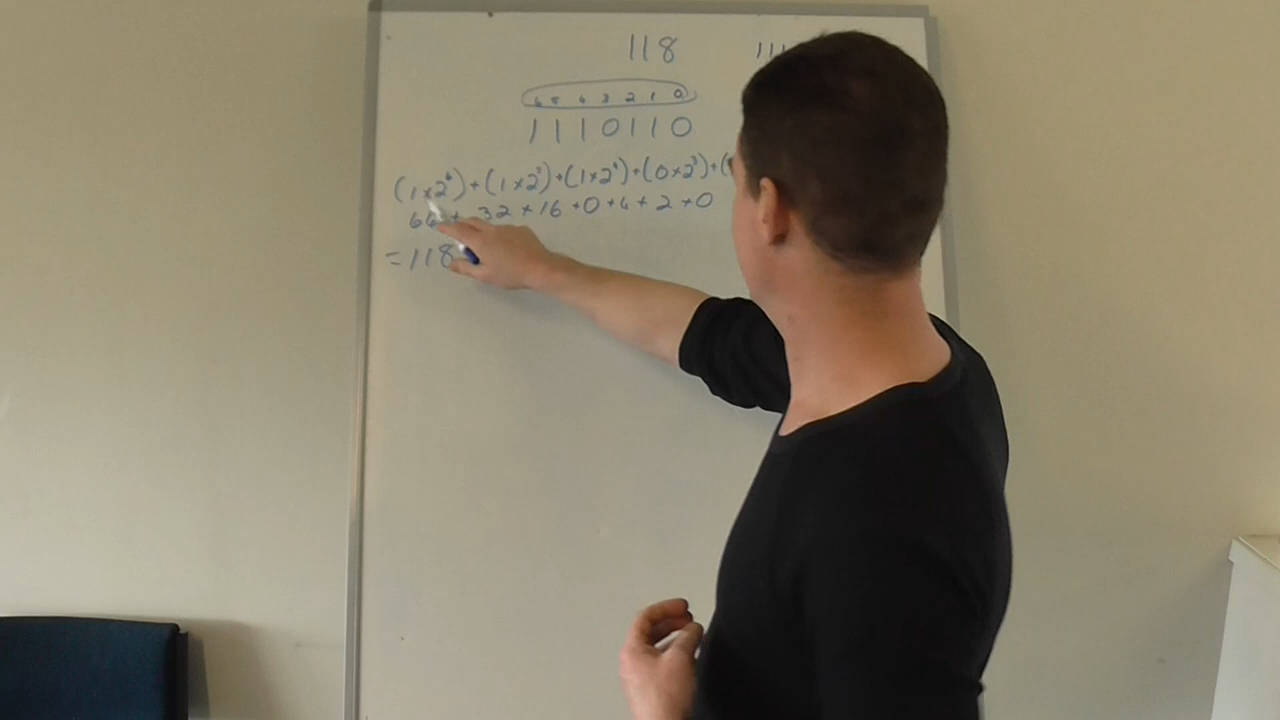 118 111
6 5 4 3 2 1 0
1110110
(1×2⁶)+(1×2⁵)+(1×2⁴)+(0×2³)+(
64 + 32 + 16 +0+4+2+0
=118